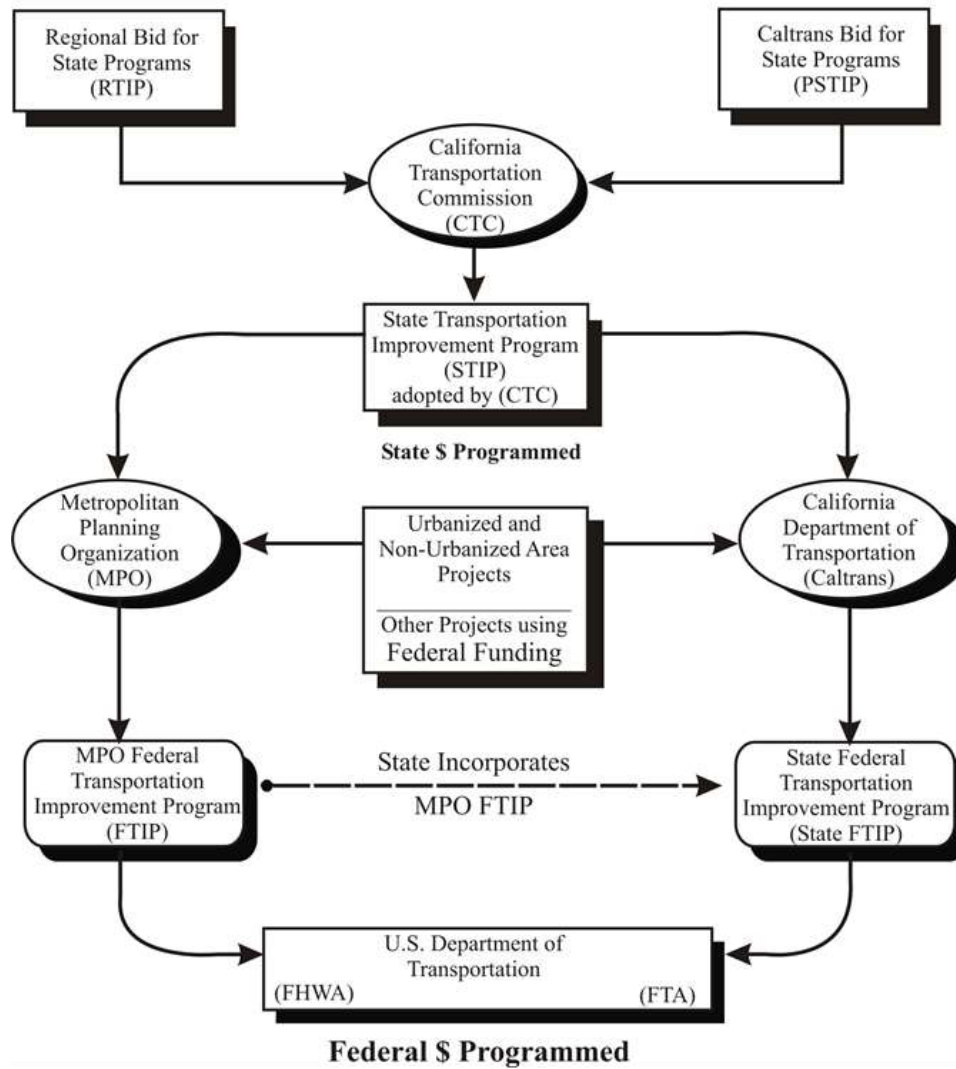 Regional Bid for
State Programs
(RTIP)
Caltrans Bid for
State Programs
(PSTIP)
California
Transportation
Commission
(CTC)
State Transportation
Improvement Program
(STIP)
adopted by (CTC)
State $ Programmed
Metropolitan
Planning
Organization
(MPO)
Urbanized and
Non-Urbanized Area
Projects
Other Projects using
Federal Funding
California
Department of
Transportation
(Caltrans)
MPO Federal
Transportation
Improvement Program
(FTIP)
State Incorporates
MPO FTIP
State Federal
Transportation
Improvement Program
(State FTIP)
U.S. Department of
Transportation
(FHWA)
(FTA)
Federal $ Programmed